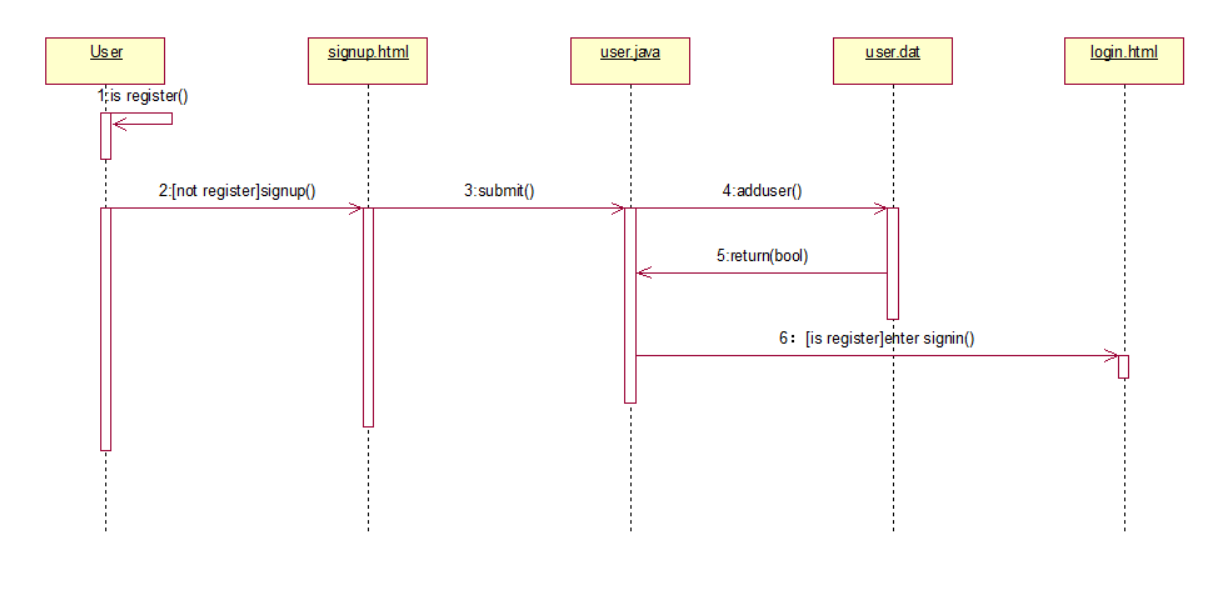 User
signup.html
user.java
user.dat
login.html
1:is register()
2:[not register]signup()
3:submit()
4:adduser()
5:return(bool)
6：[is register]enter signin()